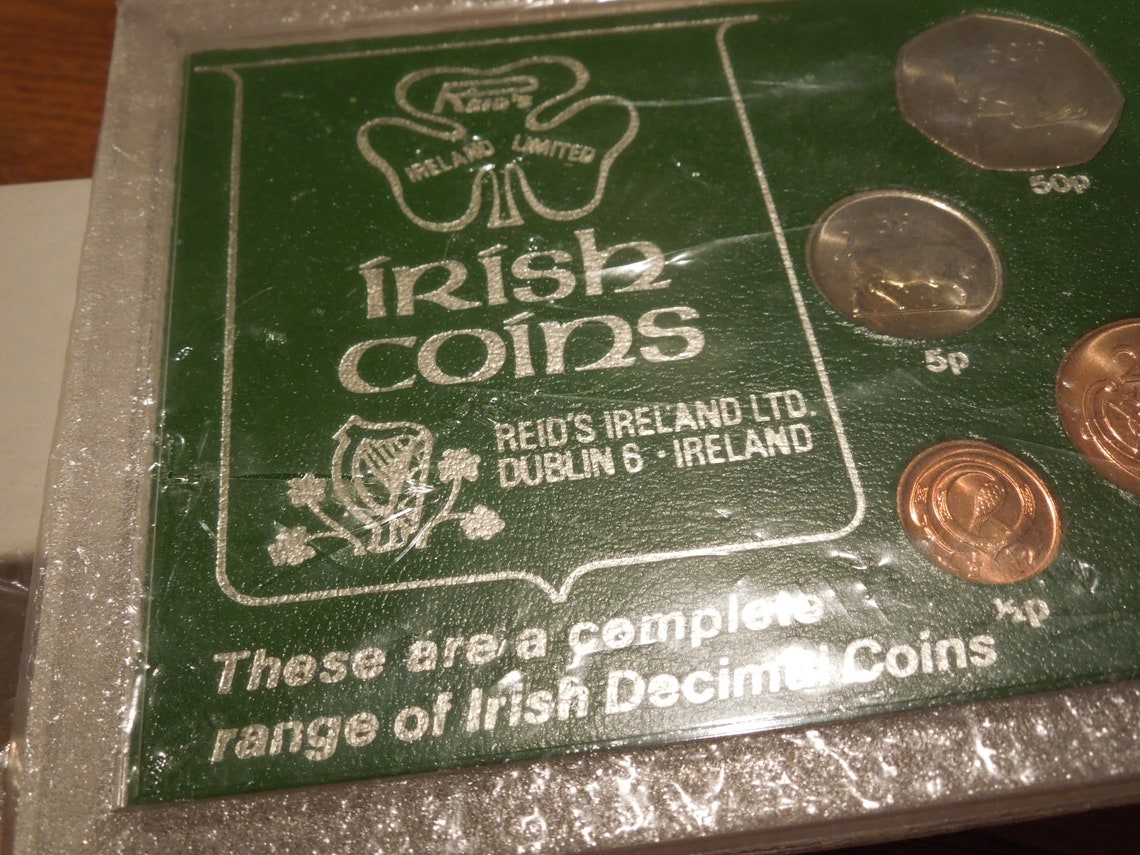 Reid's
IRELAND LIMITED
IRISH
COINS
REID'S IRELAND LTD.
DUBLIN 6 · IRELAND
These are a complete
range of Irish Decimal Coins
50p
5p
2
½p